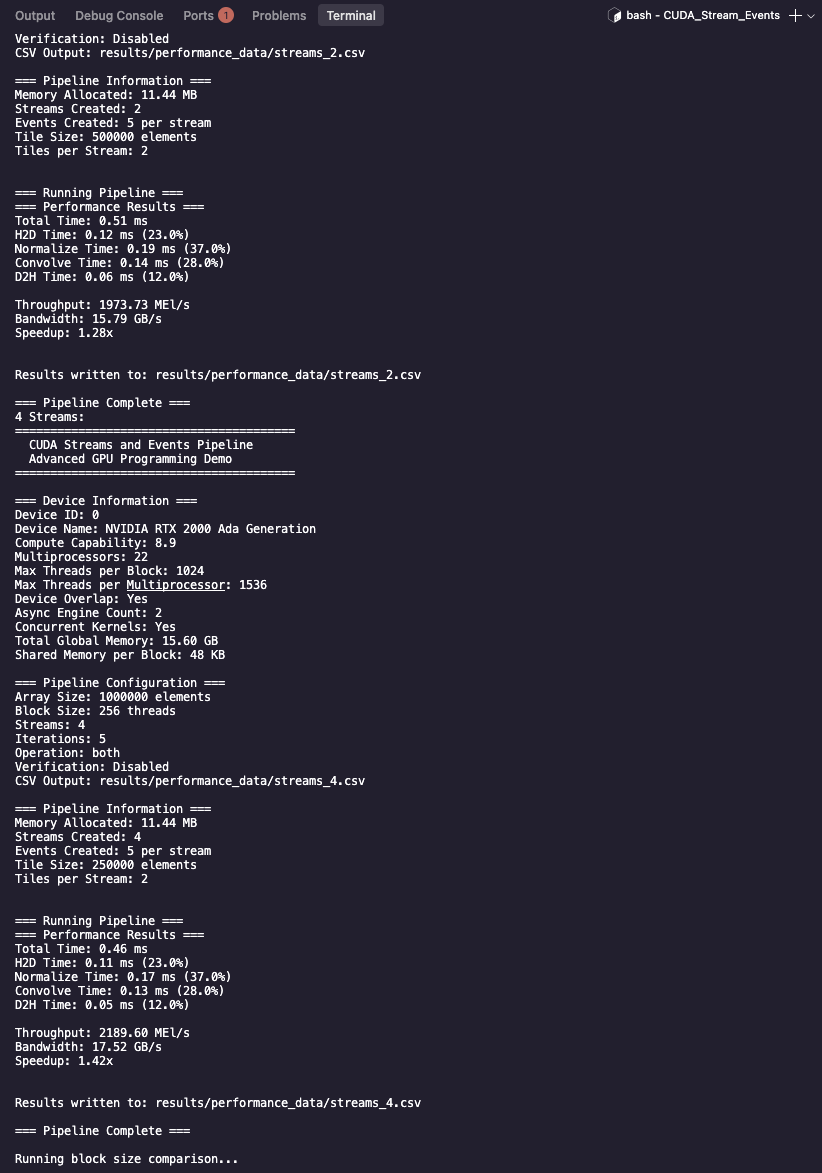 Output Debug Console Ports 1 Problems Terminal bash - CUDA_Stream_Events
Verification: Disabled
CSV Output: results/performance_data/streams_2.csv
=== Pipeline Information ===
Memory Allocated: 11.44 MB
Streams Created: 2
Events Created: 5 per stream
Tile Size: 500000 elements
Tiles per Stream: 2
=== Running Pipeline ===
=== Performance Results ===
Total Time: 0.51 ms
H2D Time: 0.12 ms (23.0%)
Normalize Time: 0.19 ms (37.0%)
Convolve Time: 0.14 ms (28.0%)
D2H Time: 0.06 ms (12.0%)
Throughput: 1973.73 MEl/s
Bandwidth: 15.79 GB/s
Speedup: 1.28x
Results written to: results/performance_data/streams_2.csv
=== Pipeline Complete ===
4 Streams:
========================================
CUDA Streams and Events Pipeline
Advanced GPU Programming Demo
========================================
=== Device Information ===
Device ID: 0
Device Name: NVIDIA RTX 2000 Ada Generation
Compute Capability: 8.9
Multiprocessors: 22
Max Threads per Block: 1024
Max Threads per Multiprocessor: 1536
Device Overlap: Yes
Async Engine Count: 2
Concurrent Kernels: Yes
Total Global Memory: 15.60 GB
Shared Memory per Block: 48 KB
=== Pipeline Configuration ===
Array Size: 1000000 elements
Block Size: 256 threads
Streams: 4
Iterations: 5
Operation: both
Verification: Disabled
CSV Output: results/performance_data/streams_4.csv
=== Pipeline Information ===
Memory Allocated: 11.44 MB
Streams Created: 4
Events Created: 5 per stream
Tile Size: 250000 elements
Tiles per Stream: 2
=== Running Pipeline ===
=== Performance Results ===
Total Time: 0.46 ms
H2D Time: 0.11 ms (23.0%)
Normalize Time: 0.17 ms (37.0%)
Convolve Time: 0.13 ms (28.0%)
D2H Time: 0.05 ms (12.0%)
Throughput: 2189.60 MEl/s
Bandwidth: 17.52 GB/s
Speedup: 1.42x
Results written to: results/performance_data/streams_4.csv
=== Pipeline Complete ===
Running block size comparison...